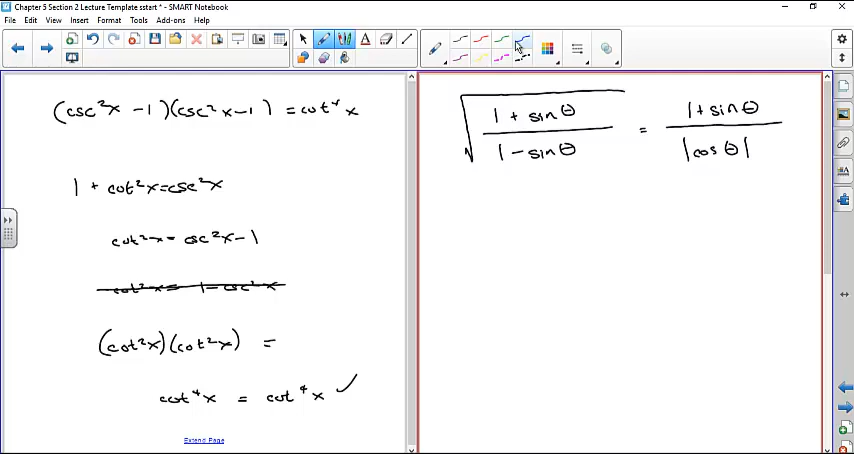 Chapter 5 Section 2 Lecture Template sstart * - SMART Notebook
File Edit View Insert Format Tools Add-ons Help
(csc²x - 1)(csc²x - 1) = cot⁴x
1 + cot²x = csc²x
cot²x = csc²x - 1
cot²x = 1 - csc²x
(cot²x)(cot²x) =
cot⁴x = cot⁴x ✓
Extend Page
√((1 + sin θ)/(1 - sin θ)) = (1 + sin θ)/|cos θ|